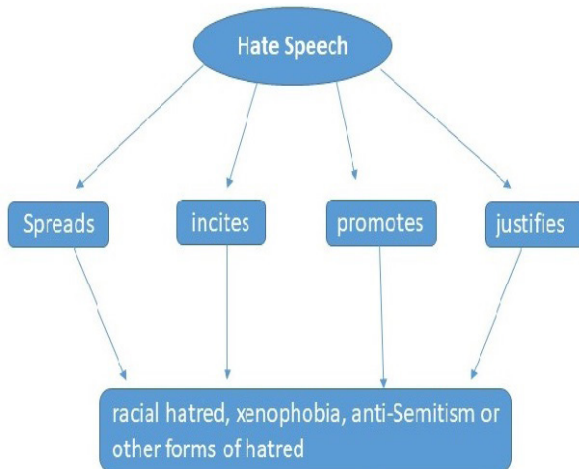 Hate Speech
Spreads
incites
promotes
justifies
racial hatred, xenophobia, anti-Semitism or
other forms of hatred